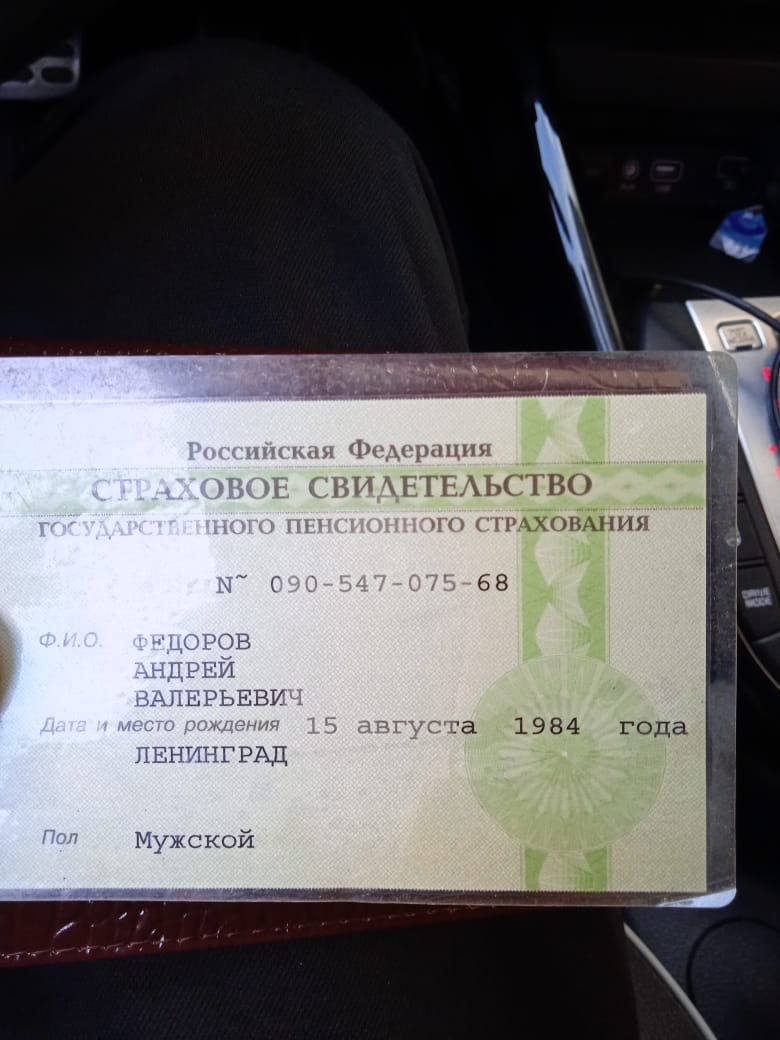 Российская Федерация
СТРАХОВОЕ СВИДЕТЕЛЬСТВО
ГОСУДАРСТВЕННОГО ПЕНСИОННОГО СТРАХОВАНИЯ
N~ 090-547-075-68
Ф.И.О. ФЕДОРОВ
АНДРЕЙ
ВАЛЕРЬЕВИЧ
Дата и место рождения 15 августа 1984 года
ЛЕНИНГРАД
Пол Мужской